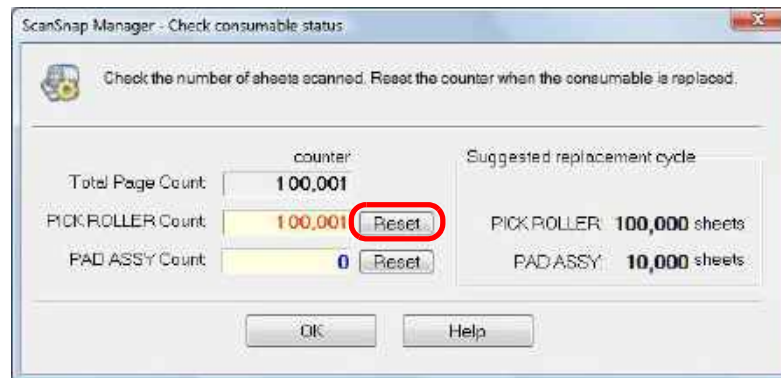 ScanSnap Manager - Check consumable status
Check the number of sheets scanned. Reset the counter when the consumable is replaced.
counter
Suggested replacement cycle
Total Page Count: 100,001
PICK ROLLER Count: 100,001 Reset
PICK ROLLER: 100,000 sheets
PAD ASSY Count: 0 Reset
PAD ASSY: 10,000 sheets
OK Help